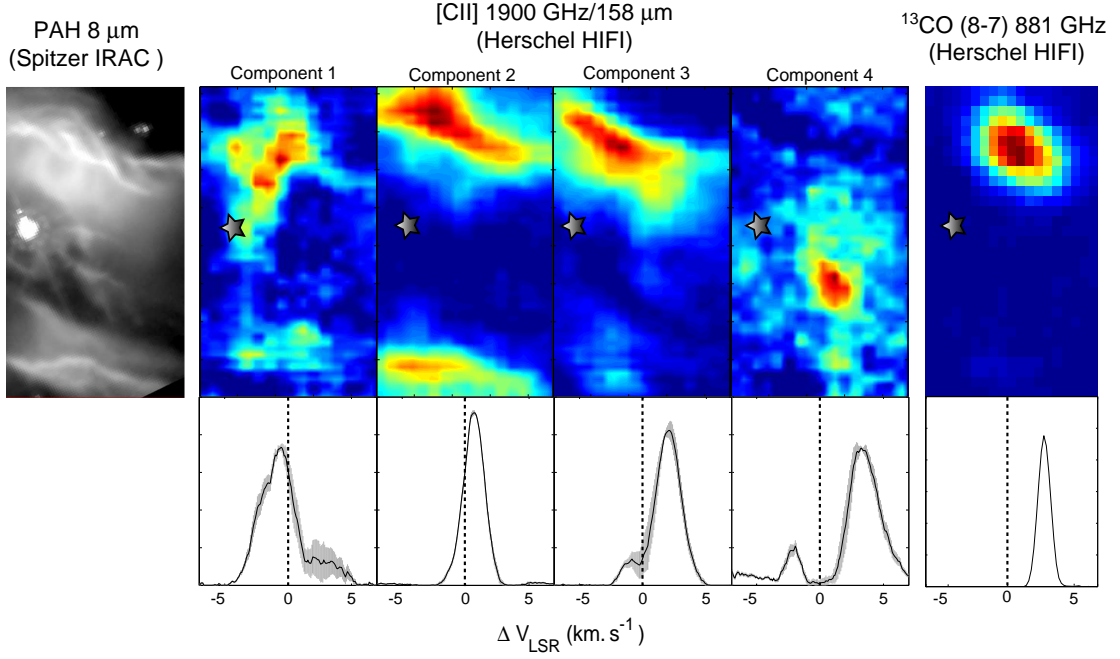 PAH 8 μm
(Spitzer IRAC )
[CII] 1900 GHz/158 μm
(Herschel HIFI)
¹³CO (8-7) 881 GHz
(Herschel HIFI)
Component 1
Component 2
Component 3
Component 4
-5 0 5
-5 0 5
-5 0 5
-5 0 5
-5 0 5
Δ V_LSR (km. s⁻¹)